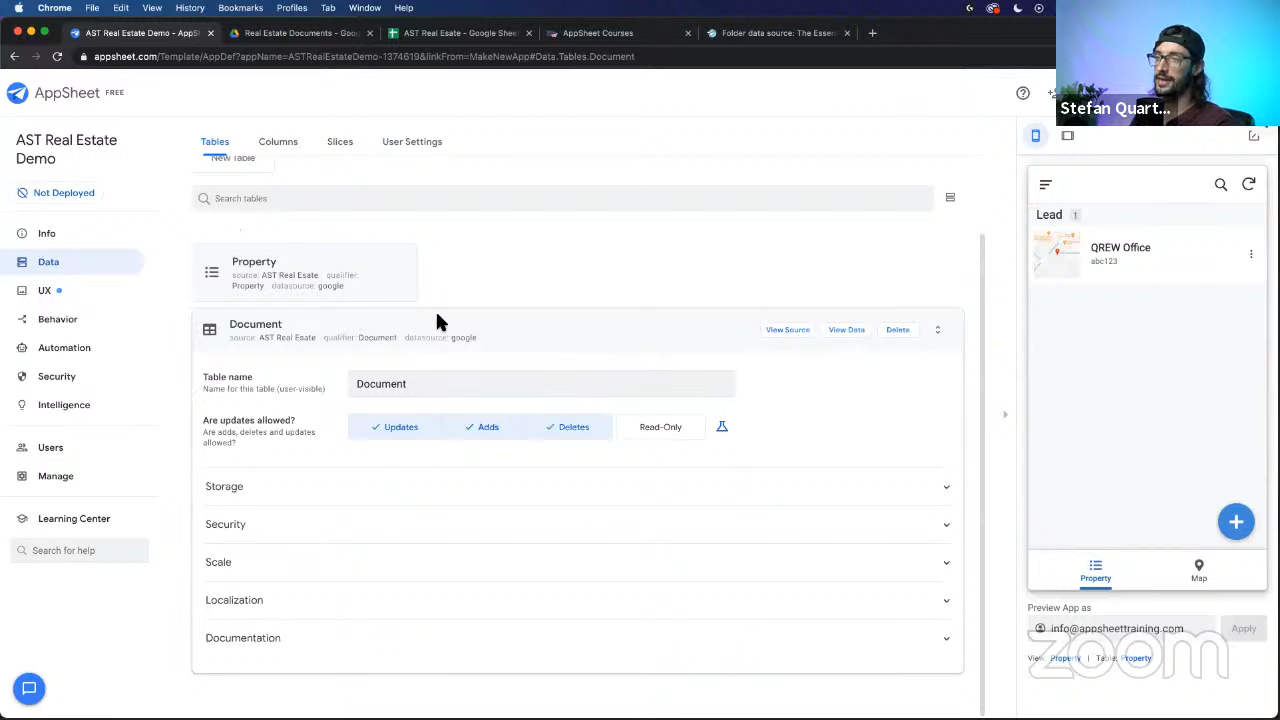 Chrome File Edit View History Bookmarks Profiles Tab Window Help
AST Real Estate Demo - AppS
Real Estate Documents - Goo
AST Real Esate - Google Shee
AppSheet Courses
Folder data source: The Essen
appsheet.com/Template/AppDef?appName=ASTRealEstateDemo-1374619&linkFrom=MakeNewApp#Data.Tables.Document
AppSheet FREE
Stefan Quart...
AST Real Estate
Demo
Not Deployed
Info
Data
UX
Behavior
Automation
Security
Intelligence
Users
Manage
Learning Center
Search for help
Tables Columns Slices User Settings
New Table
Search tables
Property
source: AST Real Esate qualifier:
Property datasource: google
Document
source: AST Real Esate qualifier: Document datasource: google
View Source View Data Delete
Table name
Name for this table (user-visible)
Document
Are updates allowed?
Are adds, deletes and updates
allowed?
Updates Adds Deletes Read-Only
Storage
Security
Scale
Localization
Documentation
Lead 1
QREW Office
abc123
Property Map
Preview App as
info@appsheettraining.com Apply
View: Property | Table: Property
zoom